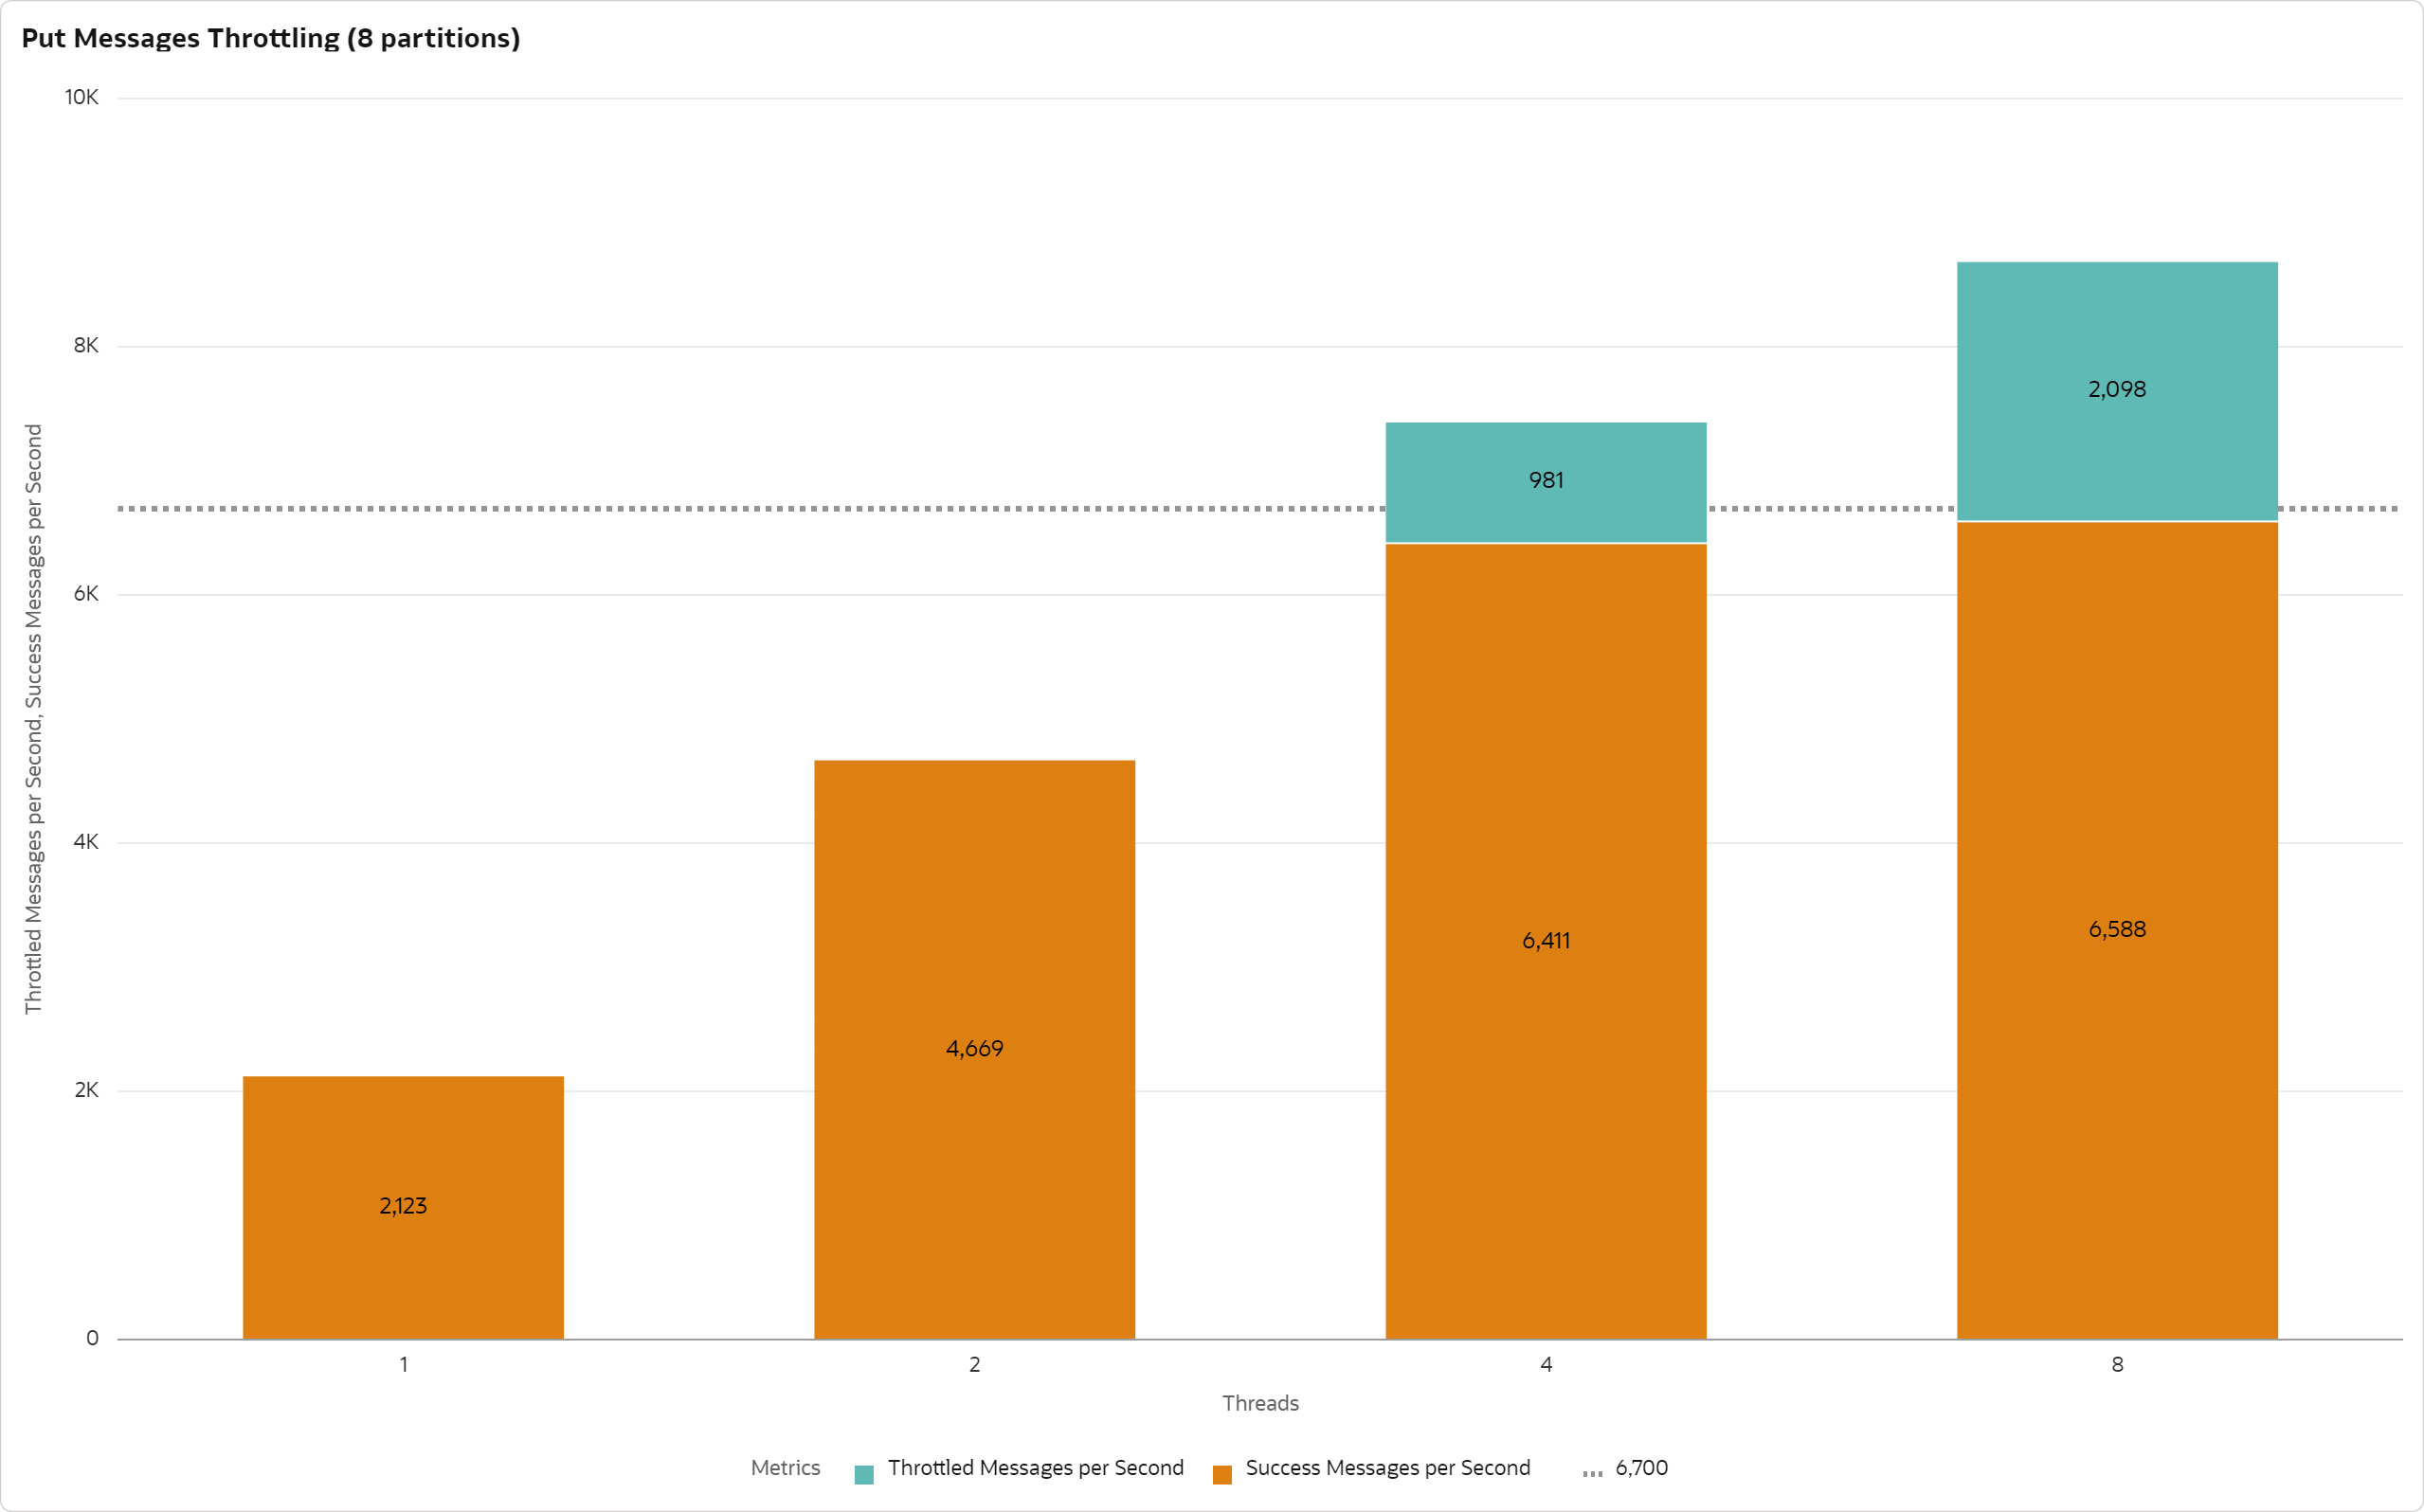 Put Messages Throttling (8 partitions)
Throttled Messages per Second, Success Messages per Second
10K
8K
6K
4K
2K
0
2,123
4,669
981
6,411
2,098
6,588
1
2
4
8
Threads
Metrics
Throttled Messages per Second
Success Messages per Second
6,700